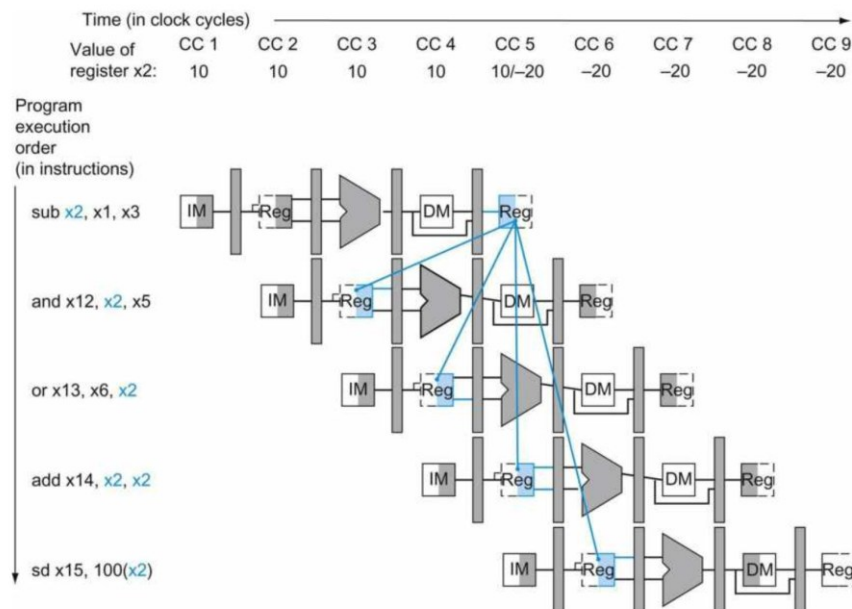 Time (in clock cycles)
Value of register x2:
CC 1 CC 2 CC 3 CC 4 CC 5 CC 6 CC 7 CC 8 CC 9
10 10 10 10 10/–20 –20 –20 –20 –20
Program
execution
order
(in instructions)
sub x2, x1, x3
IM Reg DM Reg
and x12, x2, x5
IM Reg DM Reg
or x13, x6, x2
IM Reg DM Reg
add x14, x2, x2
IM Reg DM Reg
sd x15, 100(x2)
IM Reg DM Reg